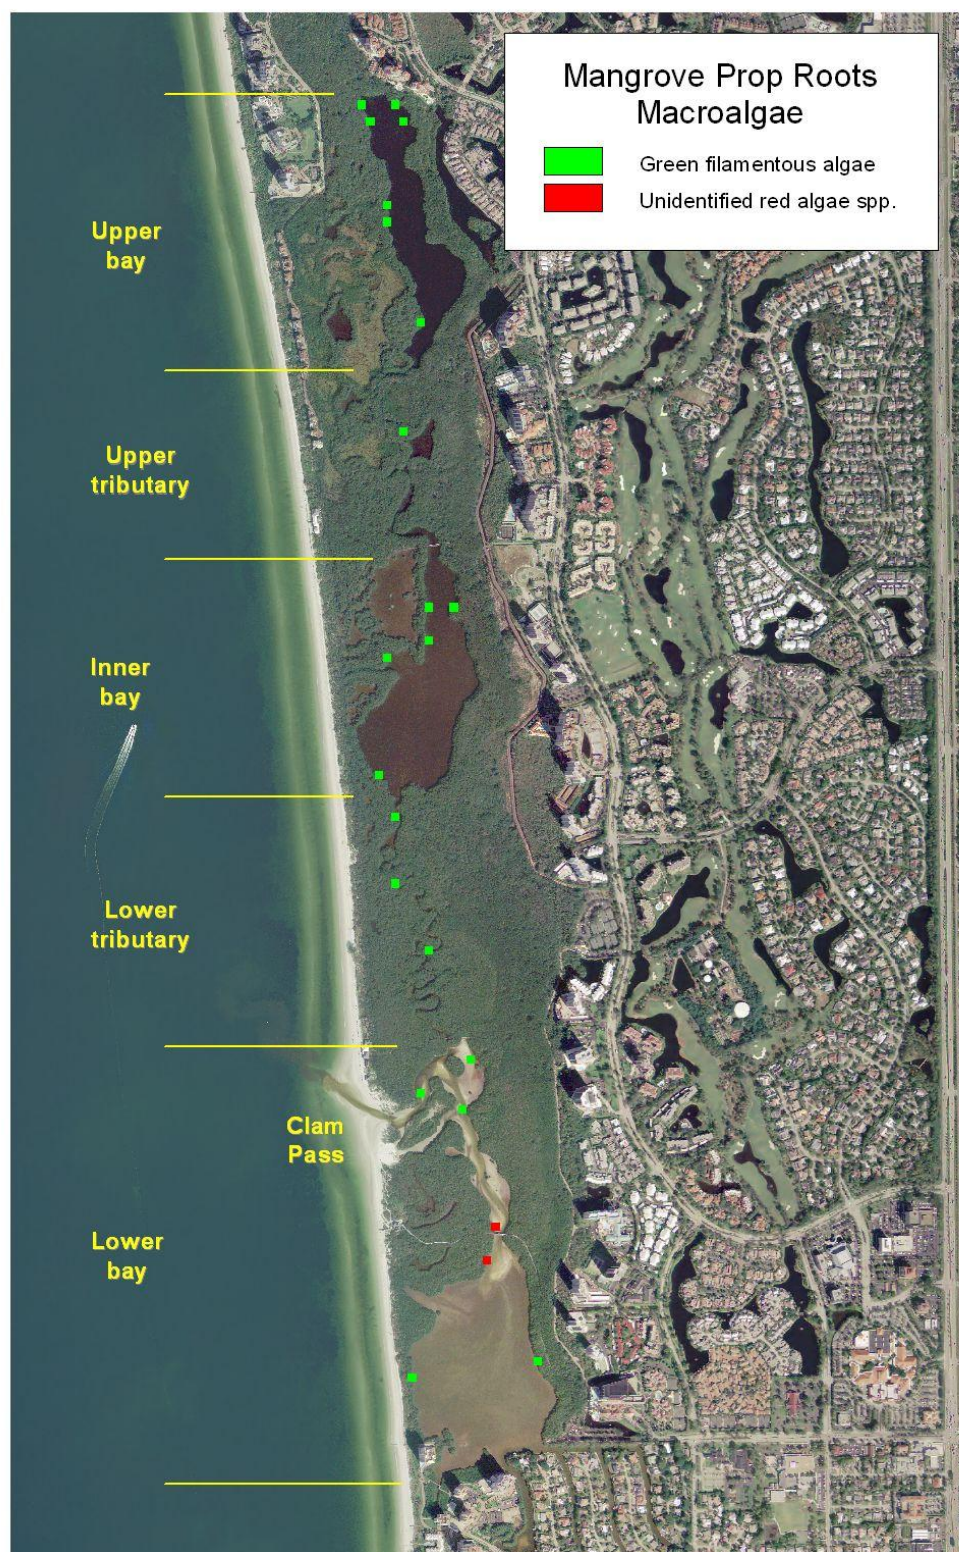 Mangrove Prop Roots
Macroalgae
Green filamentous algae
Unidentified red algae spp.
Upper
bay
Upper
tributary
Inner
bay
Lower
tributary
Clam
Pass
Lower
bay